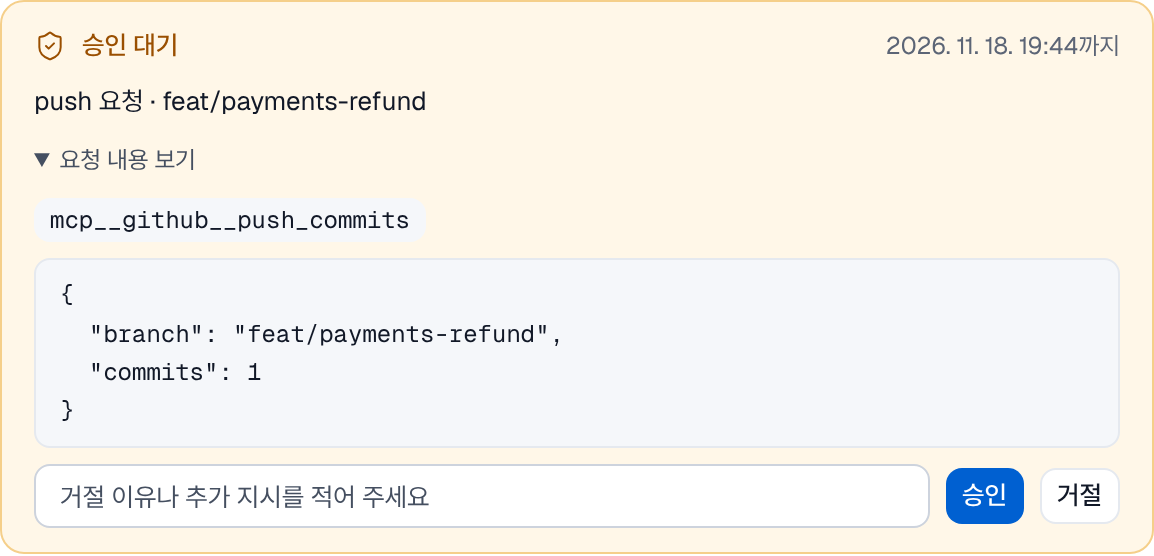 승인 대기
2026. 11. 18. 19:44까지
push 요청 · feat/payments-refund
▼ 요청 내용 보기
mcp__github__push_commits
{
  "branch": "feat/payments-refund",
  "commits": 1
}
거절 이유나 추가 지시를 적어 주세요
승인
거절